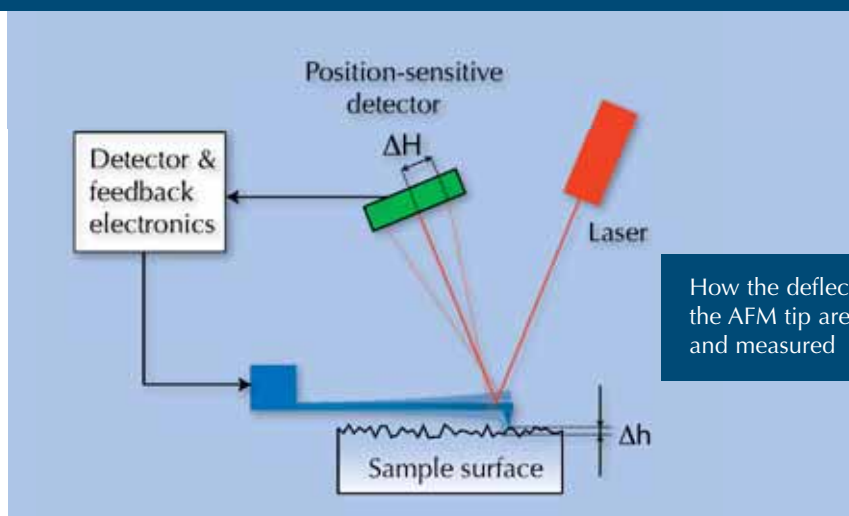 Position-sensitive
detector
ΔH
Detector &
feedback
electronics
Laser
How the
the AFM tip are
and measured
Δh
Sample surface